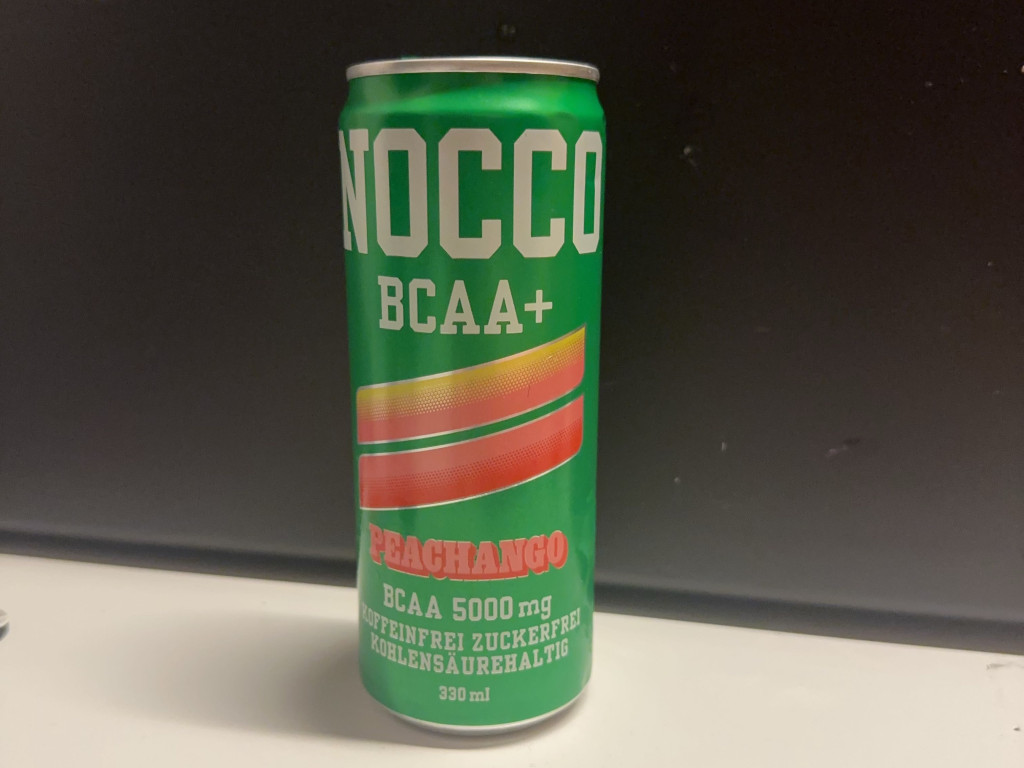 NOCCO
BCAA+
PEACHANGO
BCAA 5000 mg
KOFFEINFREI ZUCKERFREI
KOHLENSÄUREHALTIG
330 ml